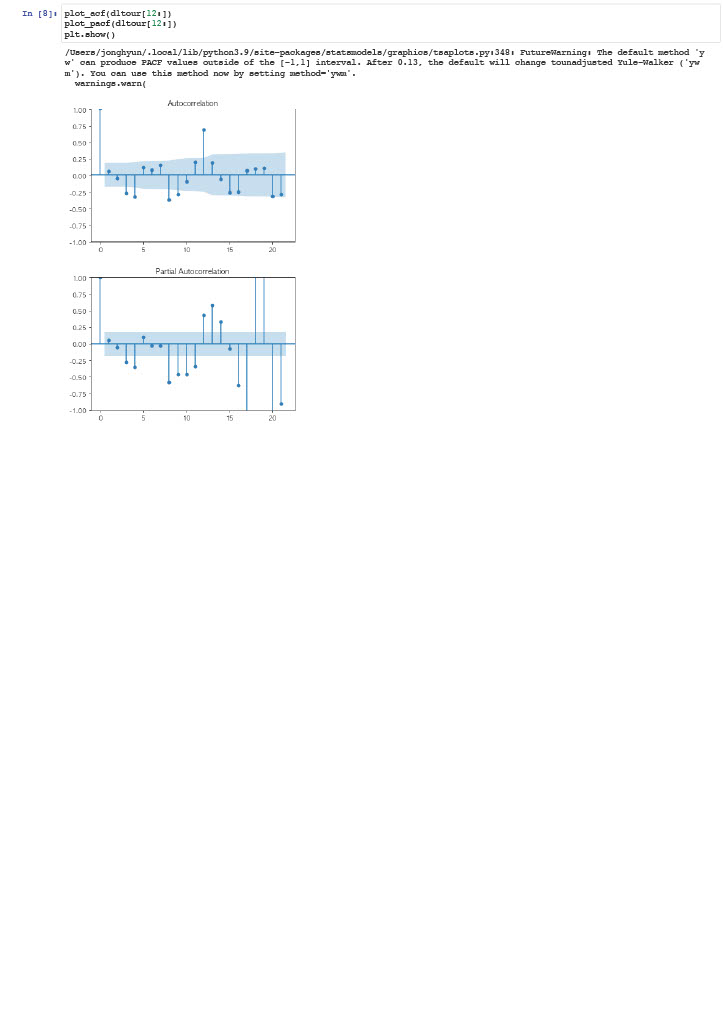 In [8]: plot_acf(dltour[12:])
plot_pacf(dltour[12:])
plt.show()
/Users/jonghyun/.local/lib/python3.9/site-packages/statsmodels/graphics/tsaplots.py:348: FutureWarning: The default method 'y
w' can produce PACF values outside of the [-1,1] interval. After 0.13, the default will change tounadjusted Yule-Walker ('yw
m'). You can use this method now by setting method='ywm'.
warnings.warn(
Autocorrelation
1.00
0.75
0.50
0.25
0.00
-0.25
-0.50
-0.75
-1.00
0 5 10 15 20
Partial Autocorrelation
1.00
0.75
0.50
0.25
0.00
-0.25
-0.50
-0.75
-1.00
0 5 10 15 20